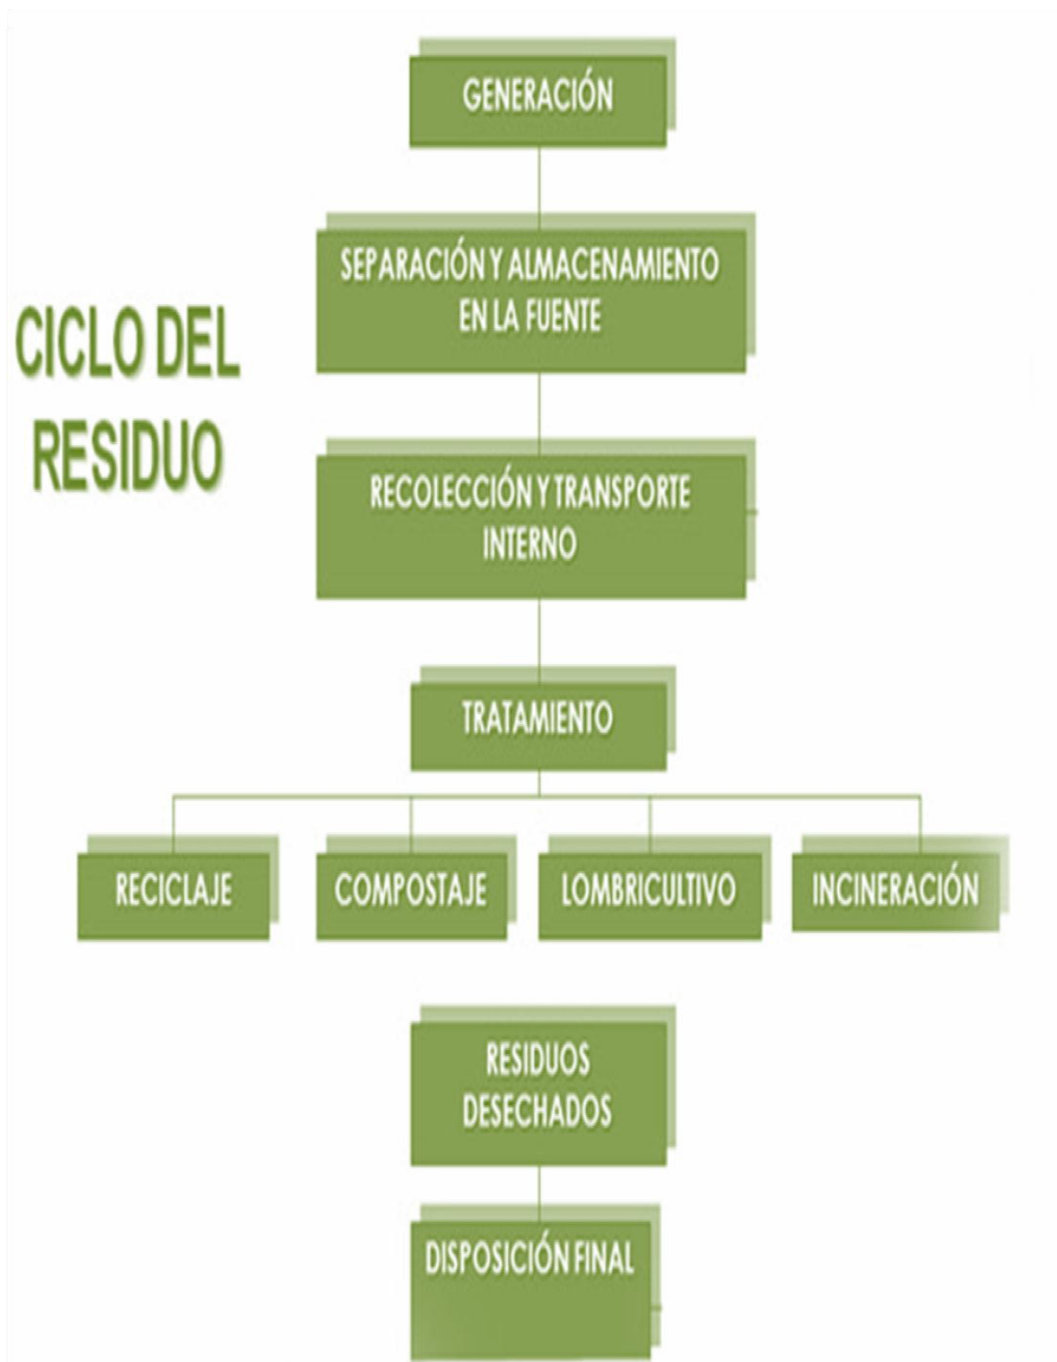 GENERACIÓN
SEPARACIÓN Y ALMACENAMIENTO
EN LA FUENTE
CICLO DEL
RESIDUO
RECOLECCIÓN Y TRANSPORTE
INTERNO
TRATAMIENTO
RECICLAJE
COMPOSTAJE
LOMBRICULTIVO
INCINERACIÓN
RESIDUOS
DESECHADOS
DISPOSICIÓN FINAL